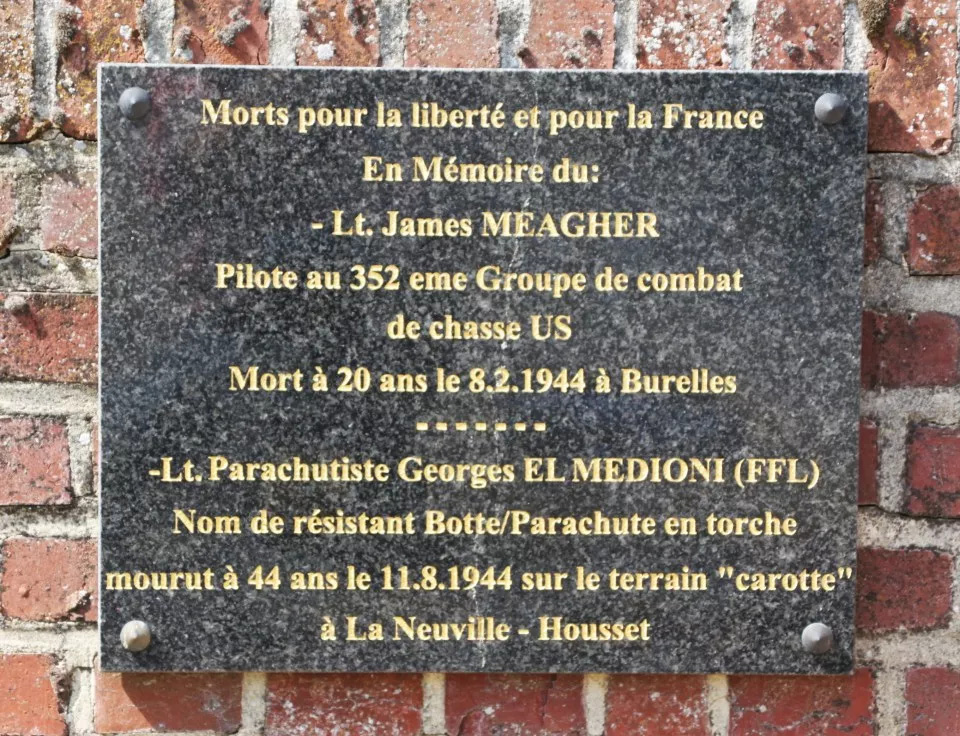 Morts pour la liberté et pour la France
En Mémoire du:
- Lt. James MEAGHER
Pilote au 352 eme Groupe de combat
de chasse US
Mort à 20 ans le 8.2.1944 à Burelles
- - - - - - -
-Lt. Parachutiste Georges EL MEDIONI (FFL)
Nom de résistant Botte/Parachute en torche
mourut à 44 ans le 11.8.1944 sur le terrain "carotte"
à La Neuville - Housset